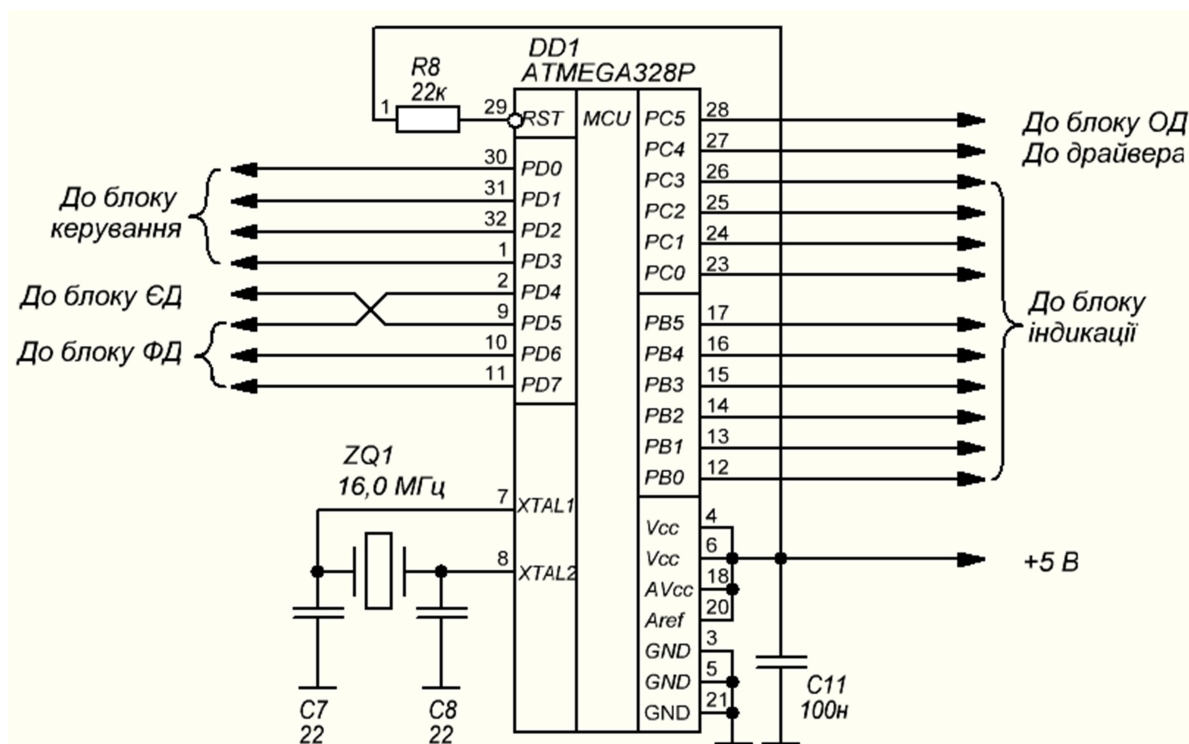 DD1
ATMEGA328P
R8
22к
1
29
RST
MCU
PC5
28
До блоку ОД
PC4
27
До драйвера
30
PD0
PC3
26
31
PD1
PC2
25
До блоку
керування
32
PD2
PC1
24
1
PD3
PC0
23
До блоку ЄД
2
PD4
До блоку
індикації
9
PD5
PB5
17
До блоку ФД
10
PD6
PB4
16
11
PD7
PB3
15
PB2
14
PB1
13
PB0
12
ZQ1
16,0 МГц
7
XTAL1
8
XTAL2
Vcc
4
Vcc
6
+5 В
AVcc
18
Aref
20
GND
3
GND
5
GND
21
C7
22
C8
22
C11
100н